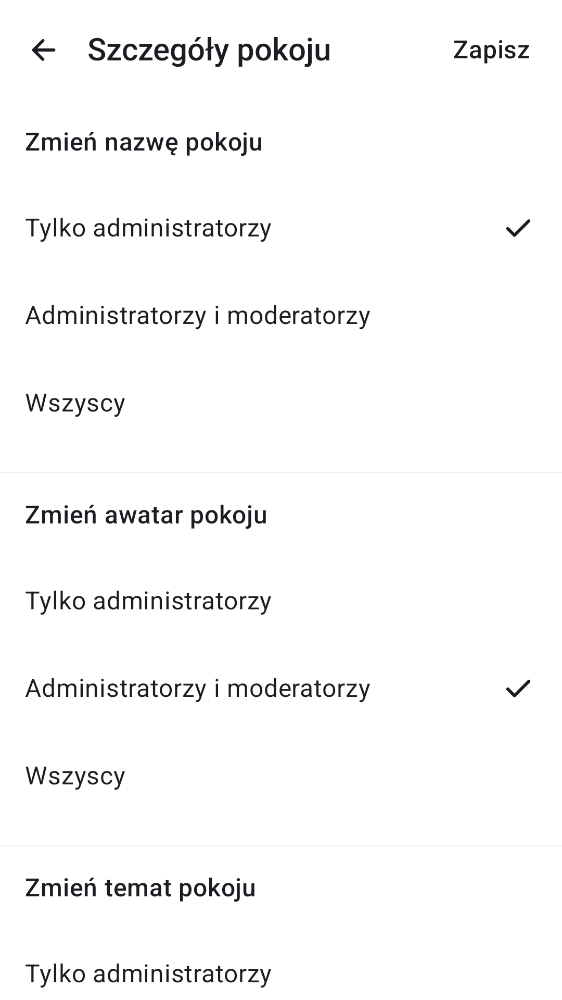 Szczegóły pokoju
Zapisz
Zmień nazwę pokoju
Tylko administratorzy
Administratorzy i moderatorzy
Wszyscy
Zmień awatar pokoju
Tylko administratorzy
Administratorzy i moderatorzy
Wszyscy
Zmień temat pokoju
Tylko administratorzy